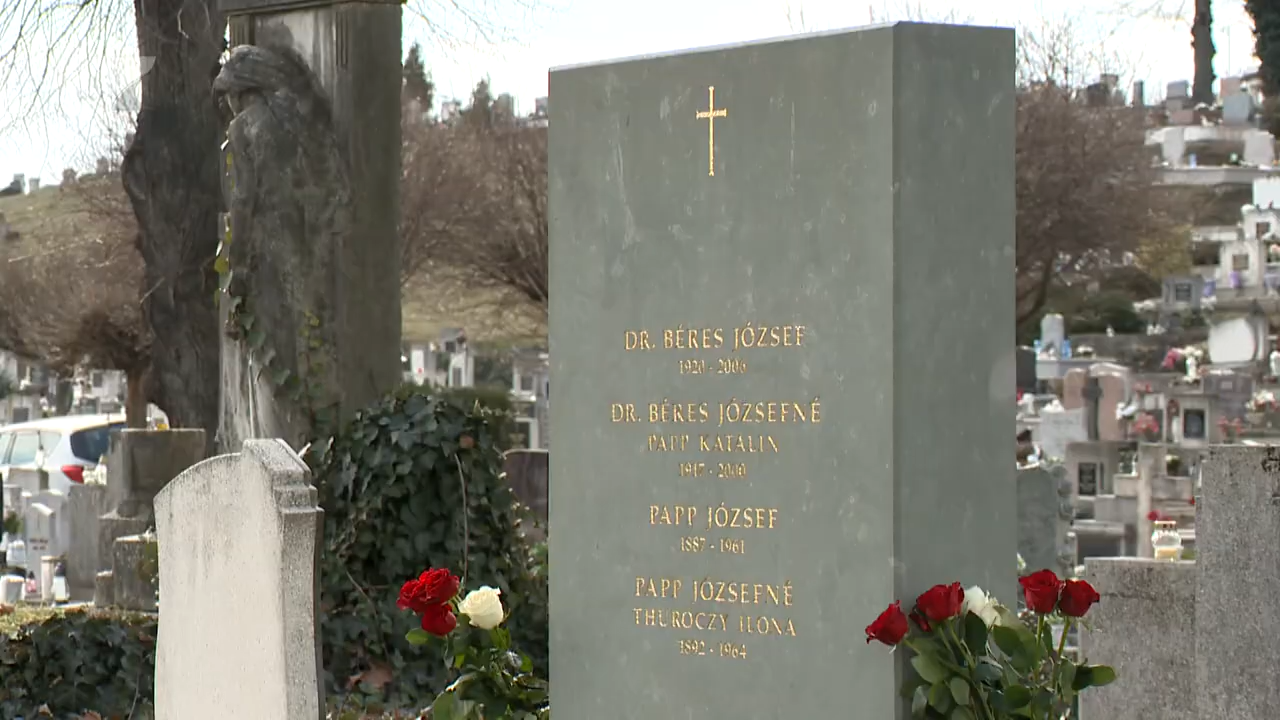 DR. BÉRES JÓZSEF
1920 - 2006
DR. BÉRES JÓZSEFNÉ
PAPP KATALIN
1917 - 2000
PAPP JÓZSEF
1887 - 1961
PAPP JÓZSEFNÉ
THURÓCZY ILONA
1892 - 1964